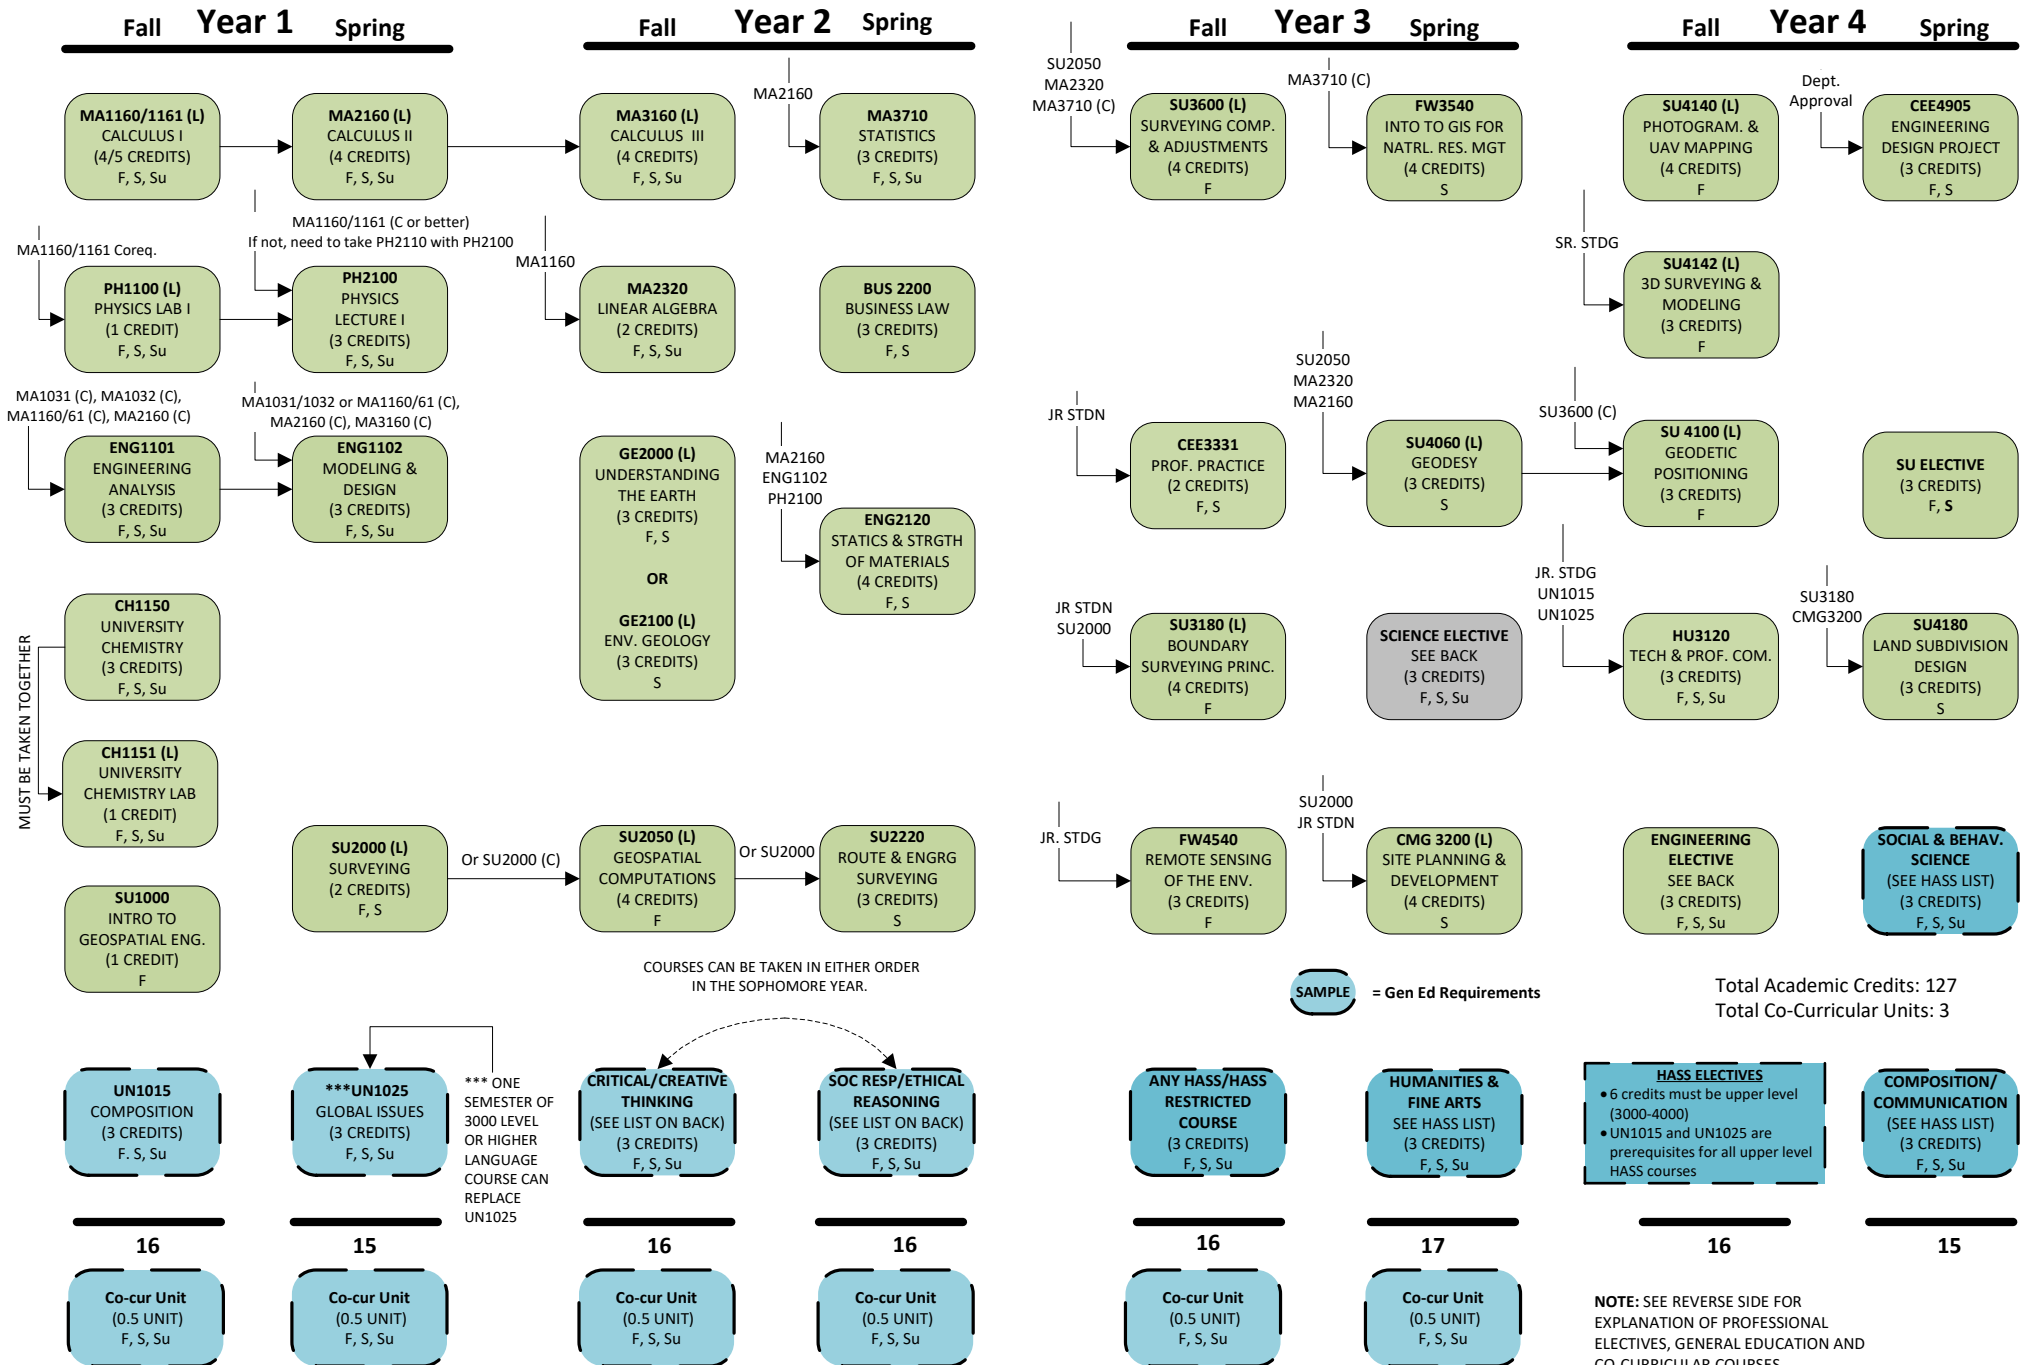 Fall
Year 1
Spring
Fall
Year 2
Spring
Fall
Year 3
Spring
Fall
Year 4
Spring
MA1160/1161 (L)
CALCULUS I
(4/5 CREDITS)
F, S, Su
MA2160 (L)
CALCULUS II
(4 CREDITS)
F, S, Su
MA3160 (L)
CALCULUS III
(4 CREDITS)
F, S, Su
MA2160
MA3710
STATISTICS
(3 CREDITS)
F, S, Su
SU2050
MA2320
MA3710 (C)
SU3600 (L)
SURVEYING COMP.
& ADJUSTMENTS
(4 CREDITS)
F
MA3710 (C)
FW3540
INTO TO GIS FOR
NATRL. RES. MGT
(4 CREDITS)
S
SU4140 (L)
PHOTOGRAM. &
UAV MAPPING
(4 CREDITS)
F
Dept.
Approval
CEE4905
ENGINEERING
DESIGN PROJECT
(3 CREDITS)
F, S
MA1160/1161 Coreq.
PH1100 (L)
PHYSICS LAB I
(1 CREDIT)
F, S, Su
MA1160/1161 (C or better)
If not, need to take PH2110 with PH2100
PH2100
PHYSICS
LECTURE I
(3 CREDITS)
F, S, Su
MA1160
MA2320
LINEAR ALGEBRA
(2 CREDITS)
F, S, Su
BUS 2200
BUSINESS LAW
(3 CREDITS)
F, S
SR. STDG
SU4142 (L)
3D SURVEYING &
MODELING
(3 CREDITS)
F
MA1031 (C), MA1032 (C),
MA1160/61 (C), MA2160 (C)
ENG1101
ENGINEERING
ANALYSIS
(3 CREDITS)
F, S, Su
MA1031/1032 or MA1160/61 (C),
MA2160 (C), MA3160 (C)
ENG1102
MODELING &
DESIGN
(3 CREDITS)
F, S, Su
GE2000 (L)
UNDERSTANDING
THE EARTH
(3 CREDITS)
F, S
OR
GE2100 (L)
ENV. GEOLOGY
(3 CREDITS)
S
MA2160
ENG1102
PH2100
ENG2120
STATICS & STRGTH
OF MATERIALS
(4 CREDITS)
F, S
JR STDN
CEE3331
PROF. PRACTICE
(2 CREDITS)
F, S
SU2050
MA2320
MA2160
SU4060 (L)
GEODESY
(3 CREDITS)
S
SU3600 (C)
SU 4100 (L)
GEODETIC
POSITIONING
(3 CREDITS)
F
SU ELECTIVE
(3 CREDITS)
F, S
MUST BE TAKEN TOGETHER
CH1150
UNIVERSITY
CHEMISTRY
(3 CREDITS)
F, S, Su
CH1151 (L)
UNIVERSITY
CHEMISTRY LAB
(1 CREDIT)
F, S, Su
JR STDN
SU2000
SU3180 (L)
BOUNDARY
SURVEYING PRINC.
(4 CREDITS)
F
SCIENCE ELECTIVE
SEE BACK
(3 CREDITS)
F, S, Su
JR. STDG
UN1015
UN1025
HU3120
TECH & PROF. COM.
(3 CREDITS)
F, S, Su
SU3180
CMG3200
SU4180
LAND SUBDIVISION
DESIGN
(3 CREDITS)
S
SU1000
INTRO TO
GEOSPATIAL ENG.
(1 CREDIT)
F
SU2000 (L)
SURVEYING
(2 CREDITS)
F, S
Or SU2000 (C)
SU2050 (L)
GEOSPATIAL
COMPUTATIONS
(4 CREDITS)
F
Or SU2000
SU2220
ROUTE & ENGRG
SURVEYING
(3 CREDITS)
S
JR. STDG
FW4540
REMOTE SENSING
OF THE ENV.
(3 CREDITS)
F
SU2000
JR STDN
CMG 3200 (L)
SITE PLANNING &
DEVELOPMENT
(4 CREDITS)
S
ENGINEERING
ELECTIVE
SEE BACK
(3 CREDITS)
F, S, Su
SOCIAL & BEHAV.
SCIENCE
(SEE HASS LIST)
(3 CREDITS)
F, S, Su
COURSES CAN BE TAKEN IN EITHER ORDER
IN THE SOPHOMORE YEAR.
SAMPLE
= Gen Ed Requirements
Total Academic Credits: 127
Total Co-Curricular Units: 3
UN1015
COMPOSITION
(3 CREDITS)
F. S, Su
***UN1025
GLOBAL ISSUES
(3 CREDITS)
F, S, Su
*** ONE
SEMESTER OF
3000 LEVEL
OR HIGHER
LANGUAGE
COURSE CAN
REPLACE
UN1025
CRITICAL/CREATIVE
THINKING
(SEE LIST ON BACK)
(3 CREDITS)
F, S, Su
SOC RESP/ETHICAL
REASONING
(SEE LIST ON BACK)
(3 CREDITS)
F, S, Su
ANY HASS/HASS
RESTRICTED
COURSE
(3 CREDITS)
F, S, Su
HUMANITIES &
FINE ARTS
SEE HASS LIST)
(3 CREDITS)
F, S, Su
HASS ELECTIVES
• 6 credits must be upper level
(3000-4000)
• UN1015 and UN1025 are
prerequisites for all upper level
HASS courses
COMPOSITION/
COMMUNICATION
(SEE HASS LIST)
(3 CREDITS)
F, S, Su
16
15
16
16
16
17
16
15
Co-cur Unit
(0.5 UNIT)
F, S, Su
Co-cur Unit
(0.5 UNIT)
F, S, Su
Co-cur Unit
(0.5 UNIT)
F, S, Su
Co-cur Unit
(0.5 UNIT)
F, S, Su
Co-cur Unit
(0.5 UNIT)
F, S, Su
Co-cur Unit
(0.5 UNIT)
F, S, Su
NOTE: SEE REVERSE SIDE FOR
EXPLANATION OF PROFESSIONAL
ELECTIVES, GENERAL EDUCATION AND
CO-CURRICULAR COURSES